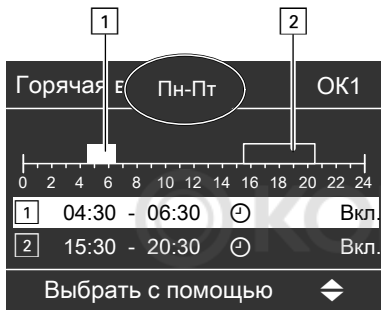 1 2
Горячая в Пн-Пт ОК1
0 2 4 6 8 10 12 14 16 18 20 22 24
1 04:30 - 06:30 Вкл.
2 15:30 - 20:30 Вкл.
Выбрать с помощью